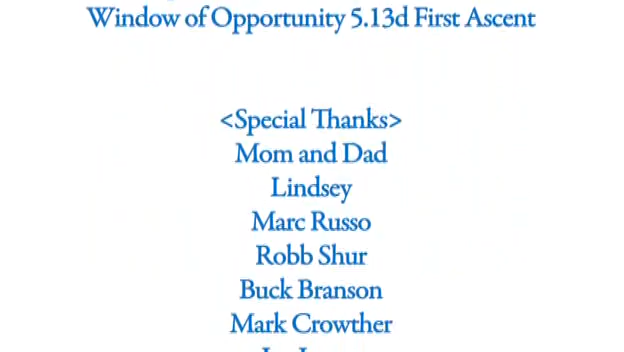 Window of Opportunity 5.13d First Ascent
<Special Thanks>
Mom and Dad
Lindsey
Marc Russo
Robb Shur
Buck Branson
Mark Crowther